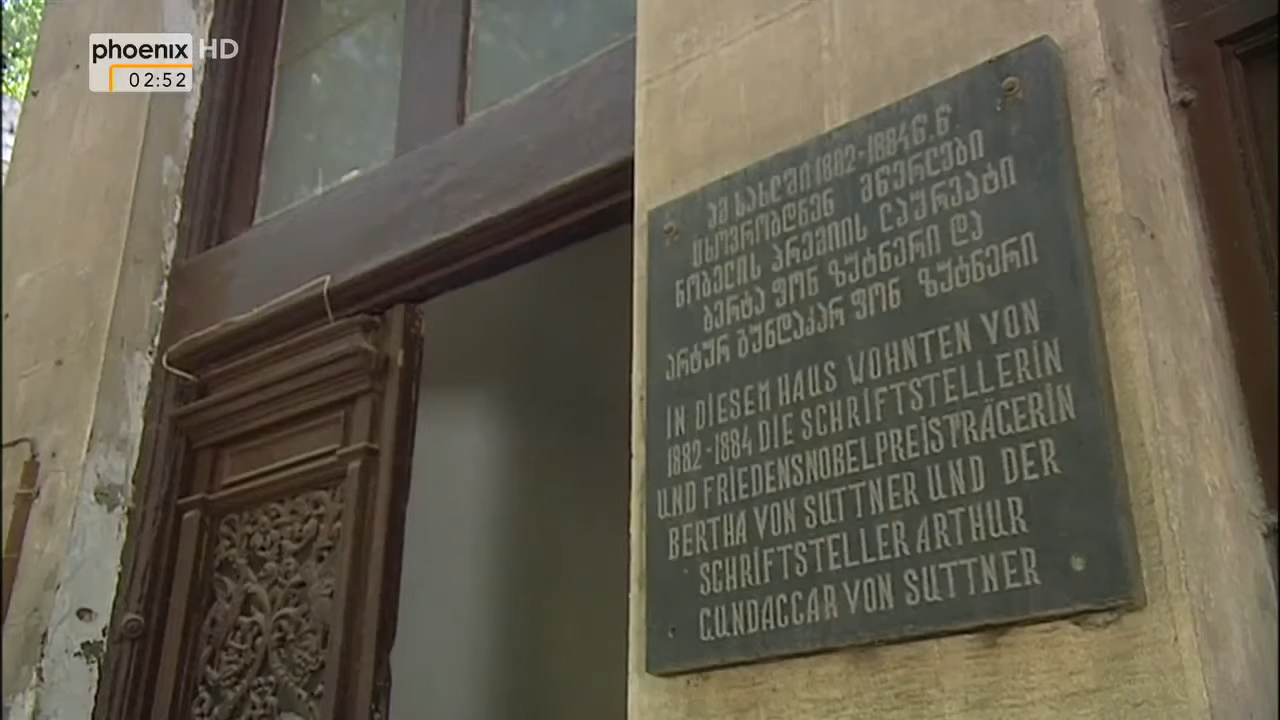 phoenix HD
02:52
ამ სახლში 1882-1884 წ.წ
ცხოვრობდნენ მწერლები
ნობელის პრემიის ლაურეატი
ბერტა ფონ ზუტნერი და
არტურ გუნდაკარ ფონ ზუტნერი
IN DIESEM HAUS WOHNTEN VON
1882-1884 DIE SCHRIFTSTELLERIN
UND FRIEDENSNOBELPREISTRÄGERIN
BERTHA VON SUTTNER UND DER
SCHRIFTSTELLER ARTHUR
GUNDACCAR VON SUTTNER